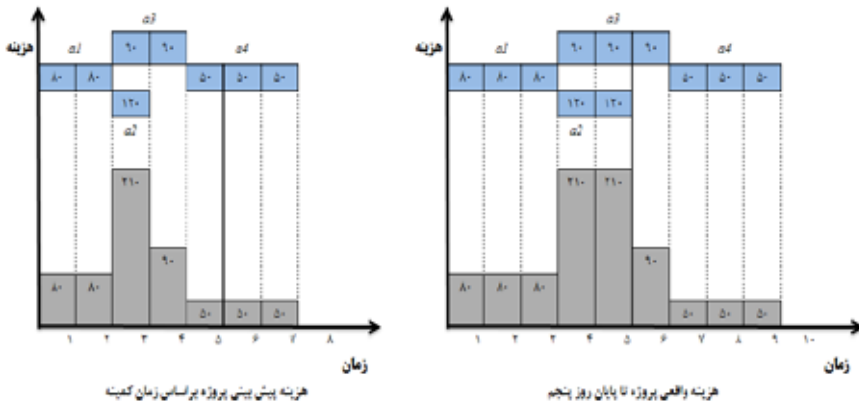 a3
هزینه a1 ۹۰ ۹۰ a4
۸۰ ۸۰ ۵۰ ۵۰ ۵۰
۱۲۰
a2
۲۱۰
۹۰
۸۰ ۸۰ ۵۰ ۵۰ ۵۰
۱ ۲ ۳ ۴ ۵ ۶ ۷ ۸
زمان
هزینه پیش بینی پروژه براساس زمان کمینه
a3
هزینه a1 ۹۰ ۹۰ ۹۰ a4
۸۰ ۸۰ ۸۰ ۵۰ ۵۰ ۵۰
۱۲۰ ۱۲۰
a2
۲۱۰ ۲۱۰
۹۰
۸۰ ۸۰ ۸۰ ۵۰ ۵۰ ۵۰
۱ ۲ ۳ ۴ ۵ ۶ ۷ ۸ ۹ ۱۰
زمان
هزینه واقعی پروژه تا پایان روز پنجم